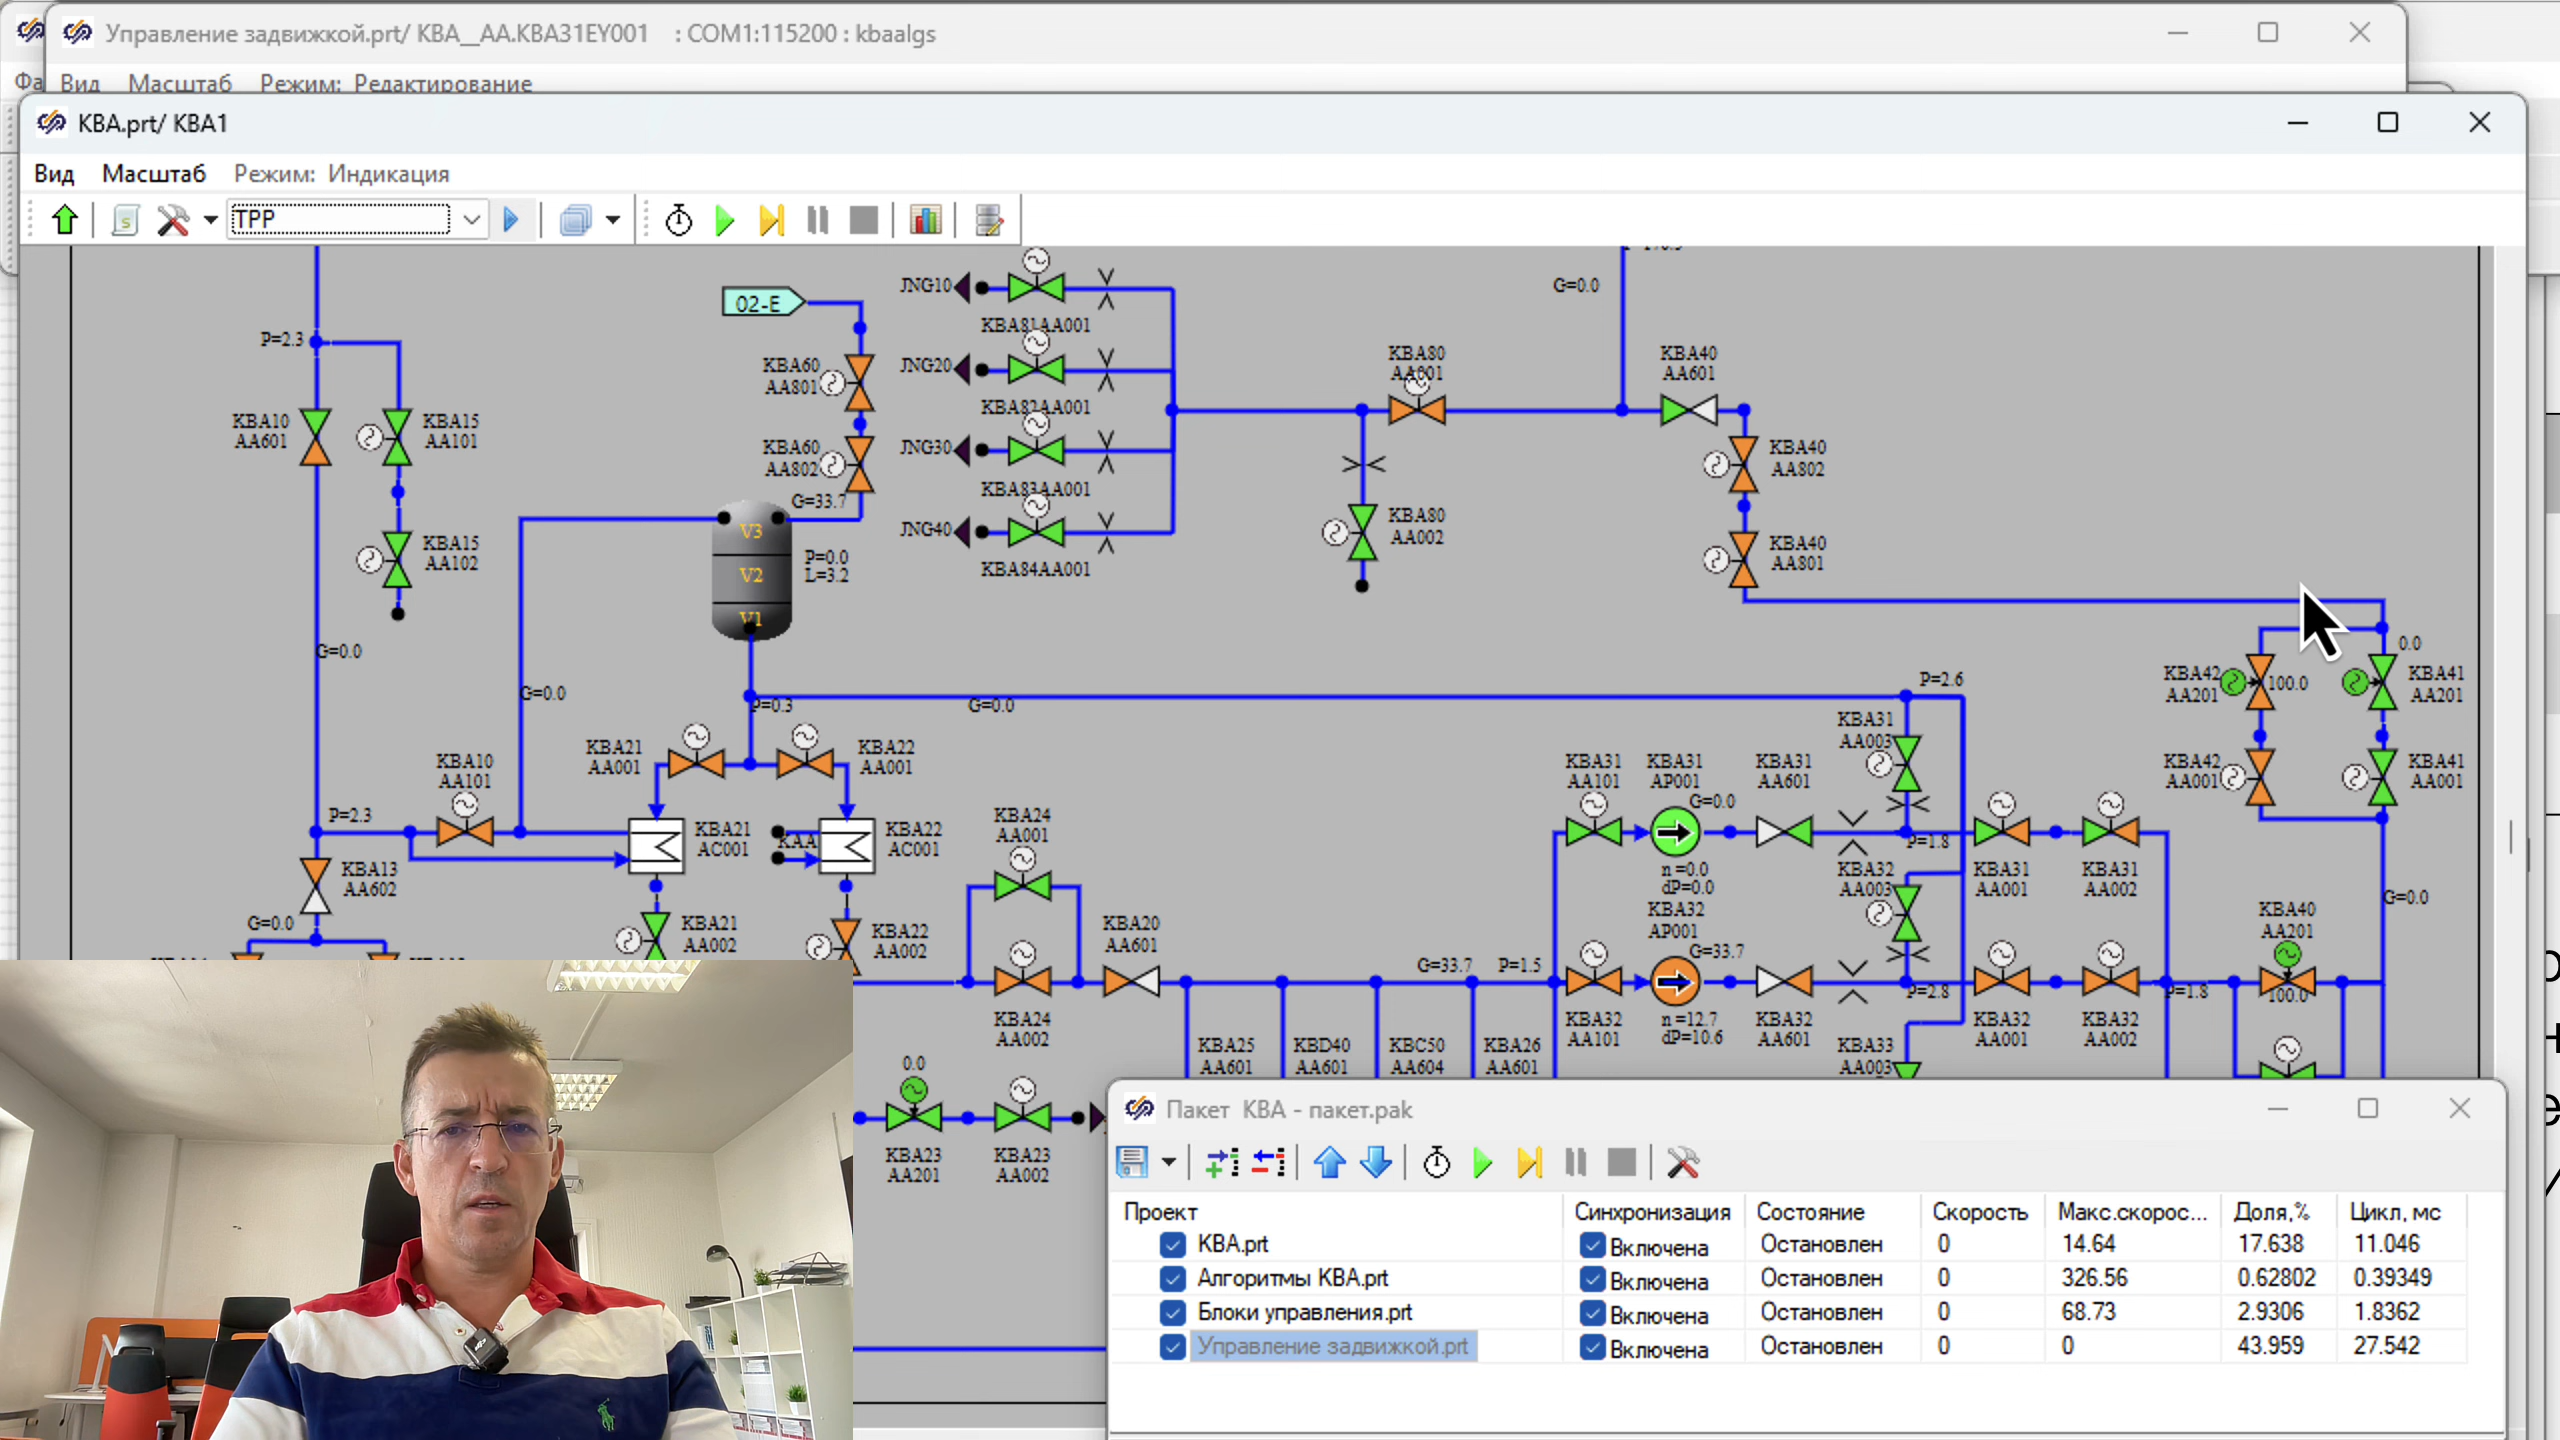 Управление задвижкой.prt/ KBA__AA.KBA31EY001 : COM1:115200 : kbaalgs
Вид Масштаб Режим: Редактирование
KBA.prt/ KBA1
Вид Масштаб Режим: Индикация
TPP
G=0.0
O2-E
JNG10
KBA81AA001
P=2.3
KBA60
AA801
JNG20
KBA82AA001
KBA80
AA001
KBA40
AA601
KBA10
AA601
KBA15
AA101
KBA60
AA802
JNG30
KBA83AA001
KBA40
AA802
G=33.7
V3
V2
V1
P=0.0
L=3.2
JNG40
KBA84AA001
KBA80
AA002
KBA40
AA801
KBA15
AA102
G=0.0
0.0
G=0.0
P=0.3
G=0.0
P=2.6
KBA42
AA201
100.0
KBA41
AA201
KBA10
AA101
KBA21
AA001
KBA22
AA001
KBA31
AA101
KBA31
AP001
KBA31
AA601
KBA31
AA003
KBA42
AA001
KBA41
AA001
P=2.3
KBA21
AC001
KAA
KBA22
AC001
KBA24
AA001
G=0.0
P=1.8
KBA13
AA602
n =0.0
dP=0.0
KBA32
AP001
KBA32
AA003
KBA31
AA001
KBA31
AA002
G=0.0
G=0.0
KBA21
AA002
KBA22
AA002
KBA20
AA601
KBA40
AA201
G=33.7
P=1.5
G=33.7
P=2.8
P=1.8
100.0
KBA24
AA002
KBA25
AA601
KBD40
AA601
KBC50
AA604
KBA26
AA601
KBA32
AA101
n =12.7
dP=10.6
KBA32
AA601
KBA33
AA003
KBA32
AA001
KBA32
AA002
0.0
KBA23
AA201
KBA23
AA002
Пакет KBA - пакет.pak
Проект Синхронизация Состояние Скорость Макс.скорос... Доля,% Цикл, мс
KBA.prt Включена Остановлен 0 14.64 17.638 11.046
Алгоритмы KBA.prt Включена Остановлен 0 326.56 0.62802 0.39349
Блоки управления.prt Включена Остановлен 0 68.73 2.9306 1.8362
Управление задвижкой.prt Включена Остановлен 0 0 43.959 27.542